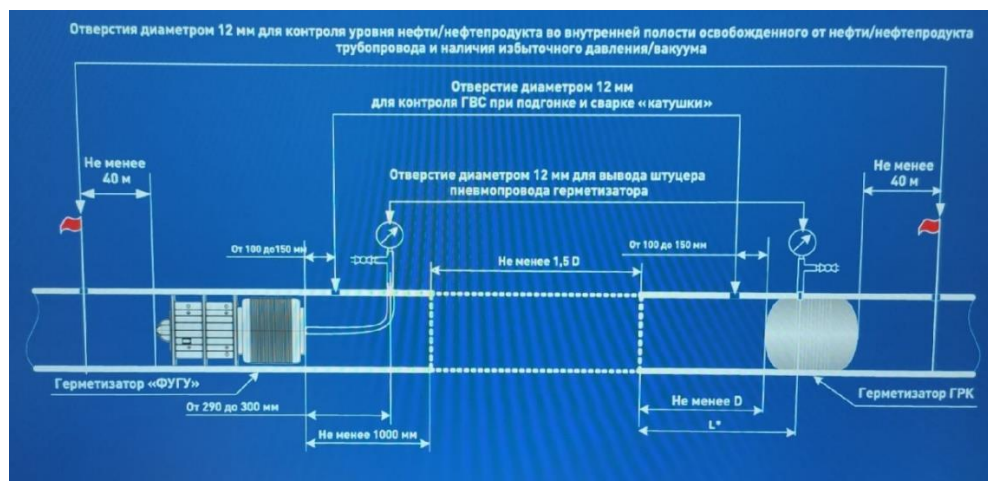 Отверстия диаметром 12 мм для контроля уровня нефти/нефтепродукта во внутренней полости освобожденного от нефти/нефтепродукта
трубопровода и наличия избыточного давления/вакуума
Отверстие диаметром 12 мм
для контроля ГВС при подгонке и сварке «катушки»
Не менее
40 м
Отверстие диаметром 12 мм для вывода штуцера
пневмопровода герметизатора
Не менее
40 м
От 100 до150 мм
Не менее 1,5 D
От 100 до 150 мм
Герметизатор «ФУГУ»
Герметизатор ГРК
От 290 до 300 мм
Не менее D
Не менее 1000 мм
L*